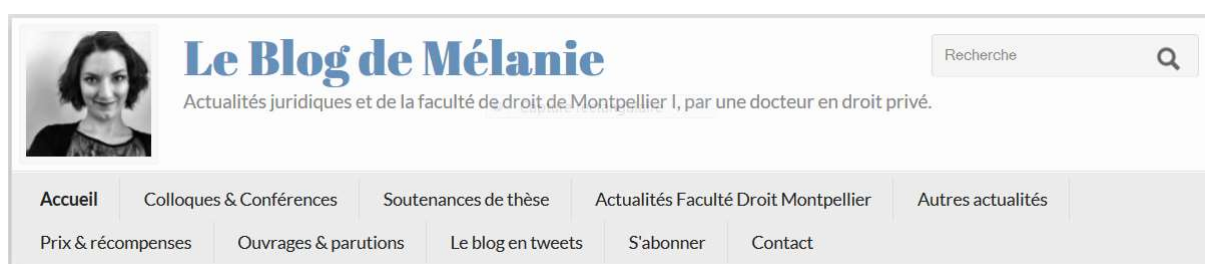 Le Blog de Mélanie
Recherche
Actualités juridiques et de la faculté de droit de Montpellier I, par une docteur en droit privé.
Accueil Colloques & Conférences Soutenances de thèse Actualités Faculté Droit Montpellier Autres actualités
Prix & récompenses Ouvrages & parutions Le blog en tweets S'abonner Contact